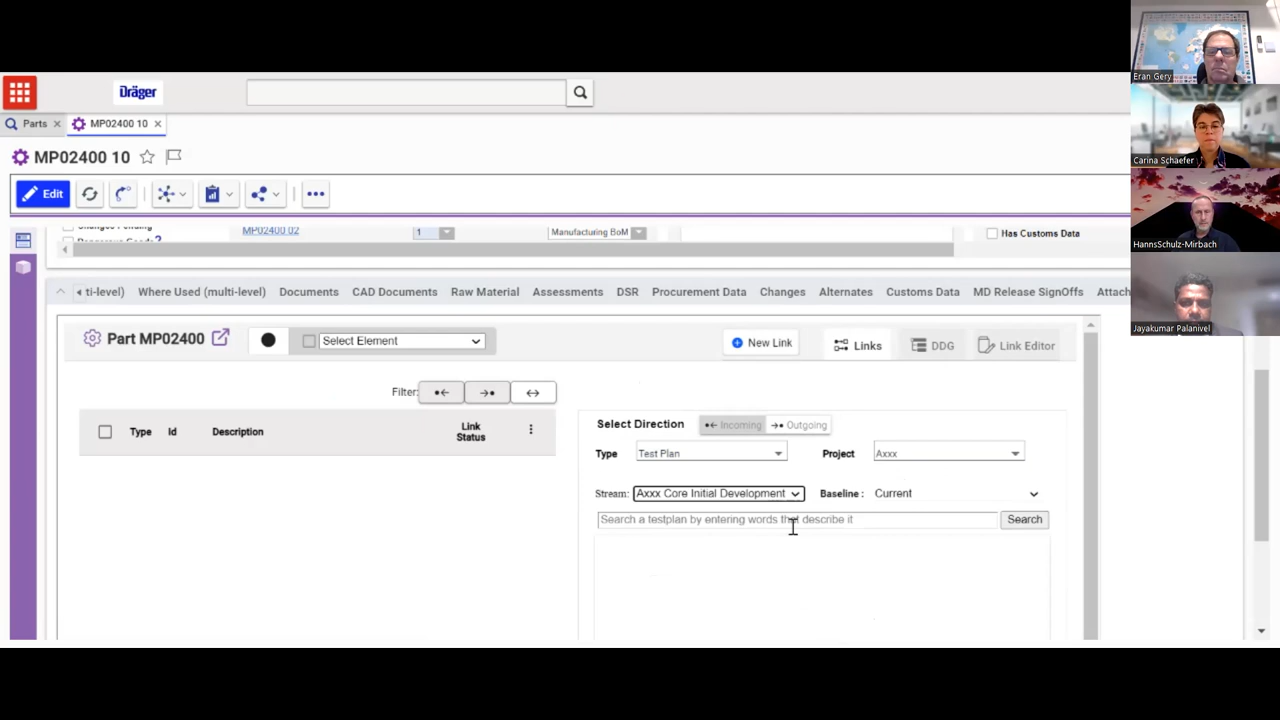 Eran Gery
Carina Schaefer
HannsSchulz-Mirbach
Jayakumar Palanivel
Dräger
Parts
MP02400 10
MP02400 10
Edit
Changes Pending
Dangerous Goods?
MP02400 02
1
Manufacturing BoM
Has Customs Data
ti-level)
Where Used (multi-level)
Documents
CAD Documents
Raw Material
Assessments
DSR
Procurement Data
Changes
Alternates
Customs Data
MD Release SignOffs
Attach
Part MP02400
Select Element
New Link
Links
DDG
Link Editor
Filter:
Type
Id
Description
Link
Status
Select Direction
Incoming
Outgoing
Type
Test Plan
Project
Axxx
Stream:
Axxx Core Initial Development
Baseline :
Current
Search a testplan by entering words that describe it
Search